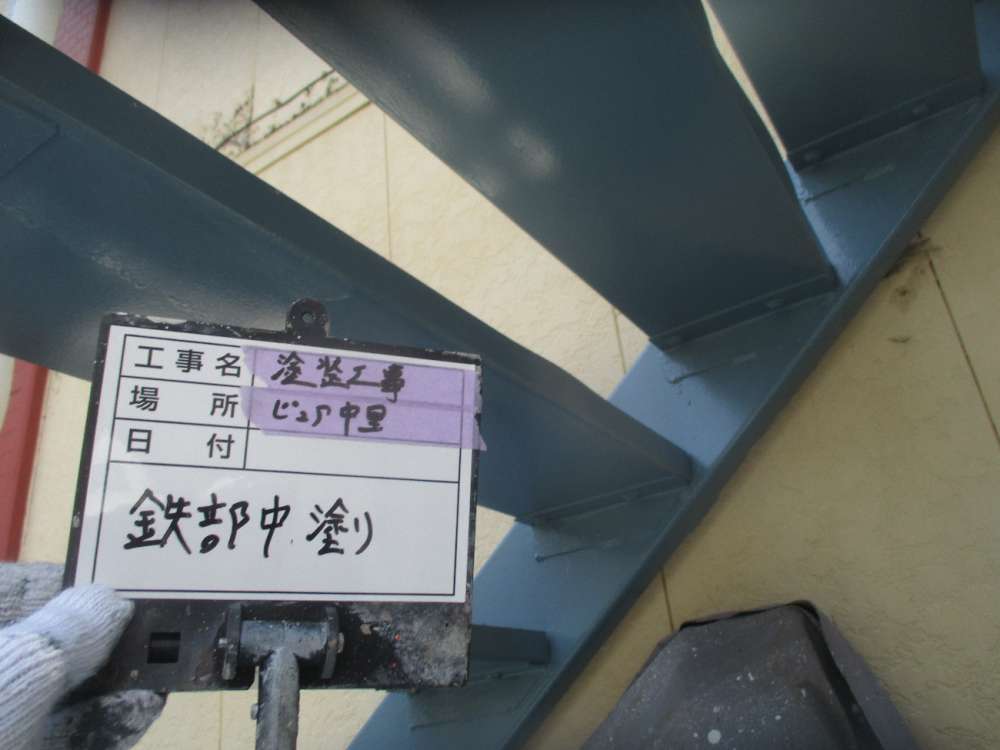 工事名 塗装工事
場所 ピュア中里
日付
鉄部中塗り